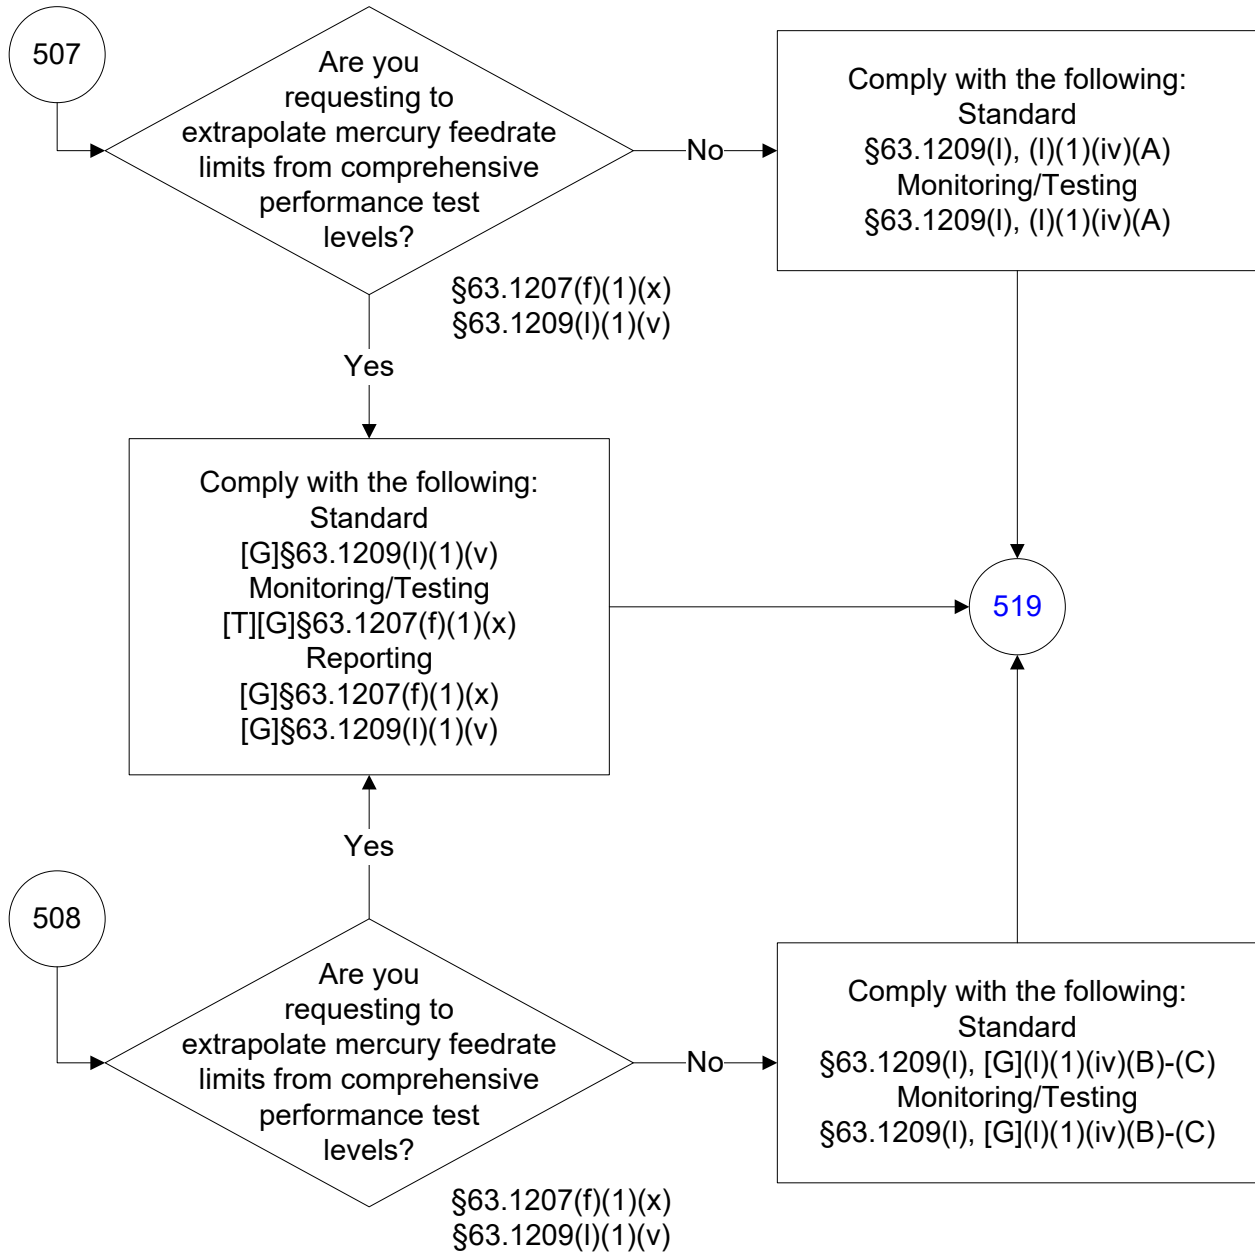 507
Are you
requesting to
extrapolate mercury feedrate
limits from comprehensive
performance test
levels?
§63.1207(f)(1)(x)
§63.1209(l)(1)(v)
No
Comply with the following:
Standard
§63.1209(l), (l)(1)(iv)(A)
Monitoring/Testing
§63.1209(l), (l)(1)(iv)(A)
Yes
Comply with the following:
Standard
[G]§63.1209(l)(1)(v)
Monitoring/Testing
[T][G]§63.1207(f)(1)(x)
Reporting
[G]§63.1207(f)(1)(x)
[G]§63.1209(l)(1)(v)
519
Yes
508
Are you
requesting to
extrapolate mercury feedrate
limits from comprehensive
performance test
levels?
§63.1207(f)(1)(x)
§63.1209(l)(1)(v)
No
Comply with the following:
Standard
§63.1209(l), [G](l)(1)(iv)(B)-(C)
Monitoring/Testing
§63.1209(l), [G](l)(1)(iv)(B)-(C)